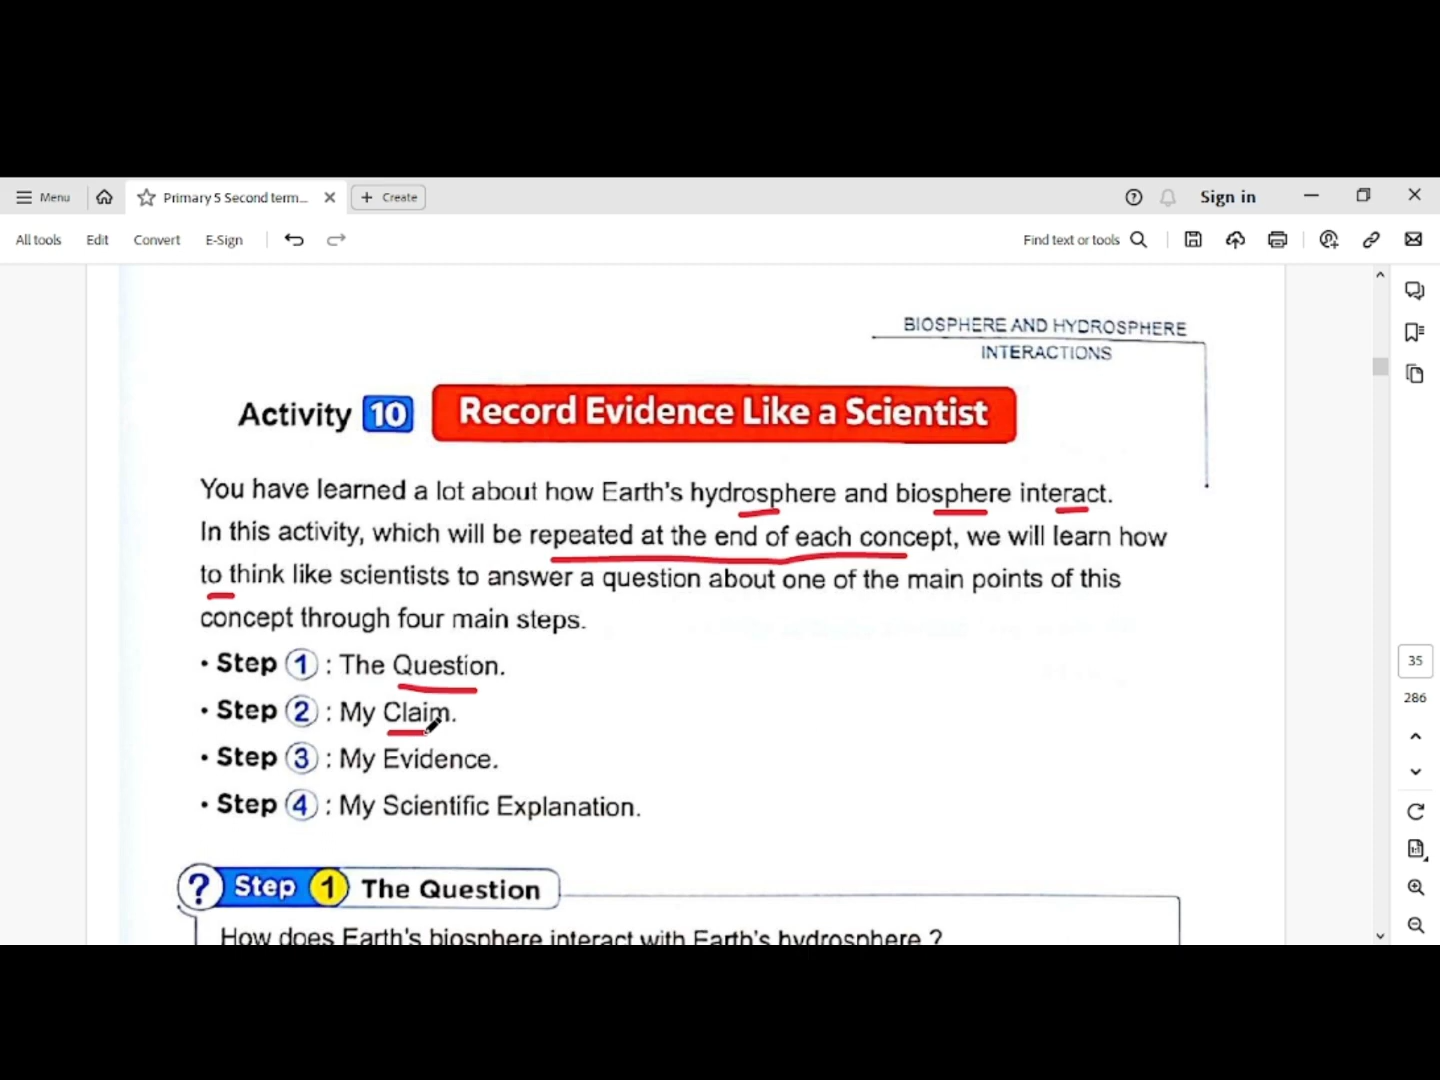 Menu
Primary 5 Second term...
Create
Sign in
All tools
Edit
Convert
E-Sign
Find text or tools
BIOSPHERE AND HYDROSPHERE
INTERACTIONS
Activity 10 Record Evidence Like a Scientist
You have learned a lot about how Earth's hydrosphere and biosphere interact.
In this activity, which will be repeated at the end of each concept, we will learn how
to think like scientists to answer a question about one of the main points of this
concept through four main steps.
• Step 1 : The Question.
• Step 2 : My Claim.
• Step 3 : My Evidence.
• Step 4 : My Scientific Explanation.
? Step 1 The Question
How does Earth's biosphere interact with Earth's hydrosphere ?
35
286